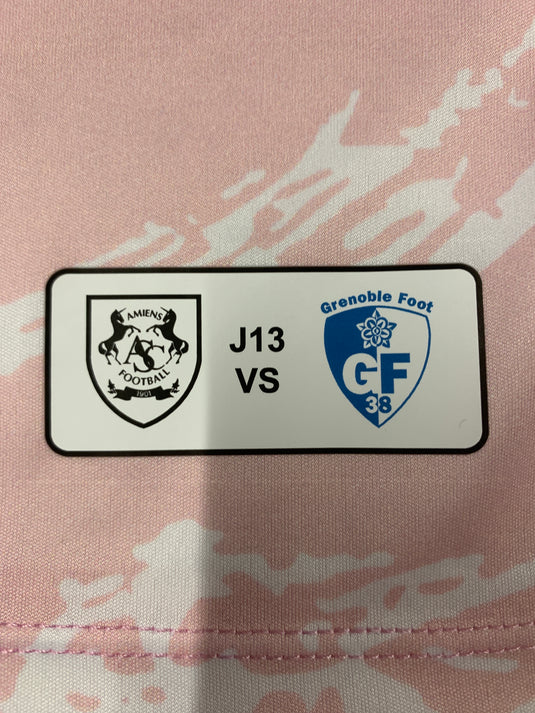 AMIENS
ASC
FOOTBALL
1901
J13
VS
Grenoble Foot
GF
38